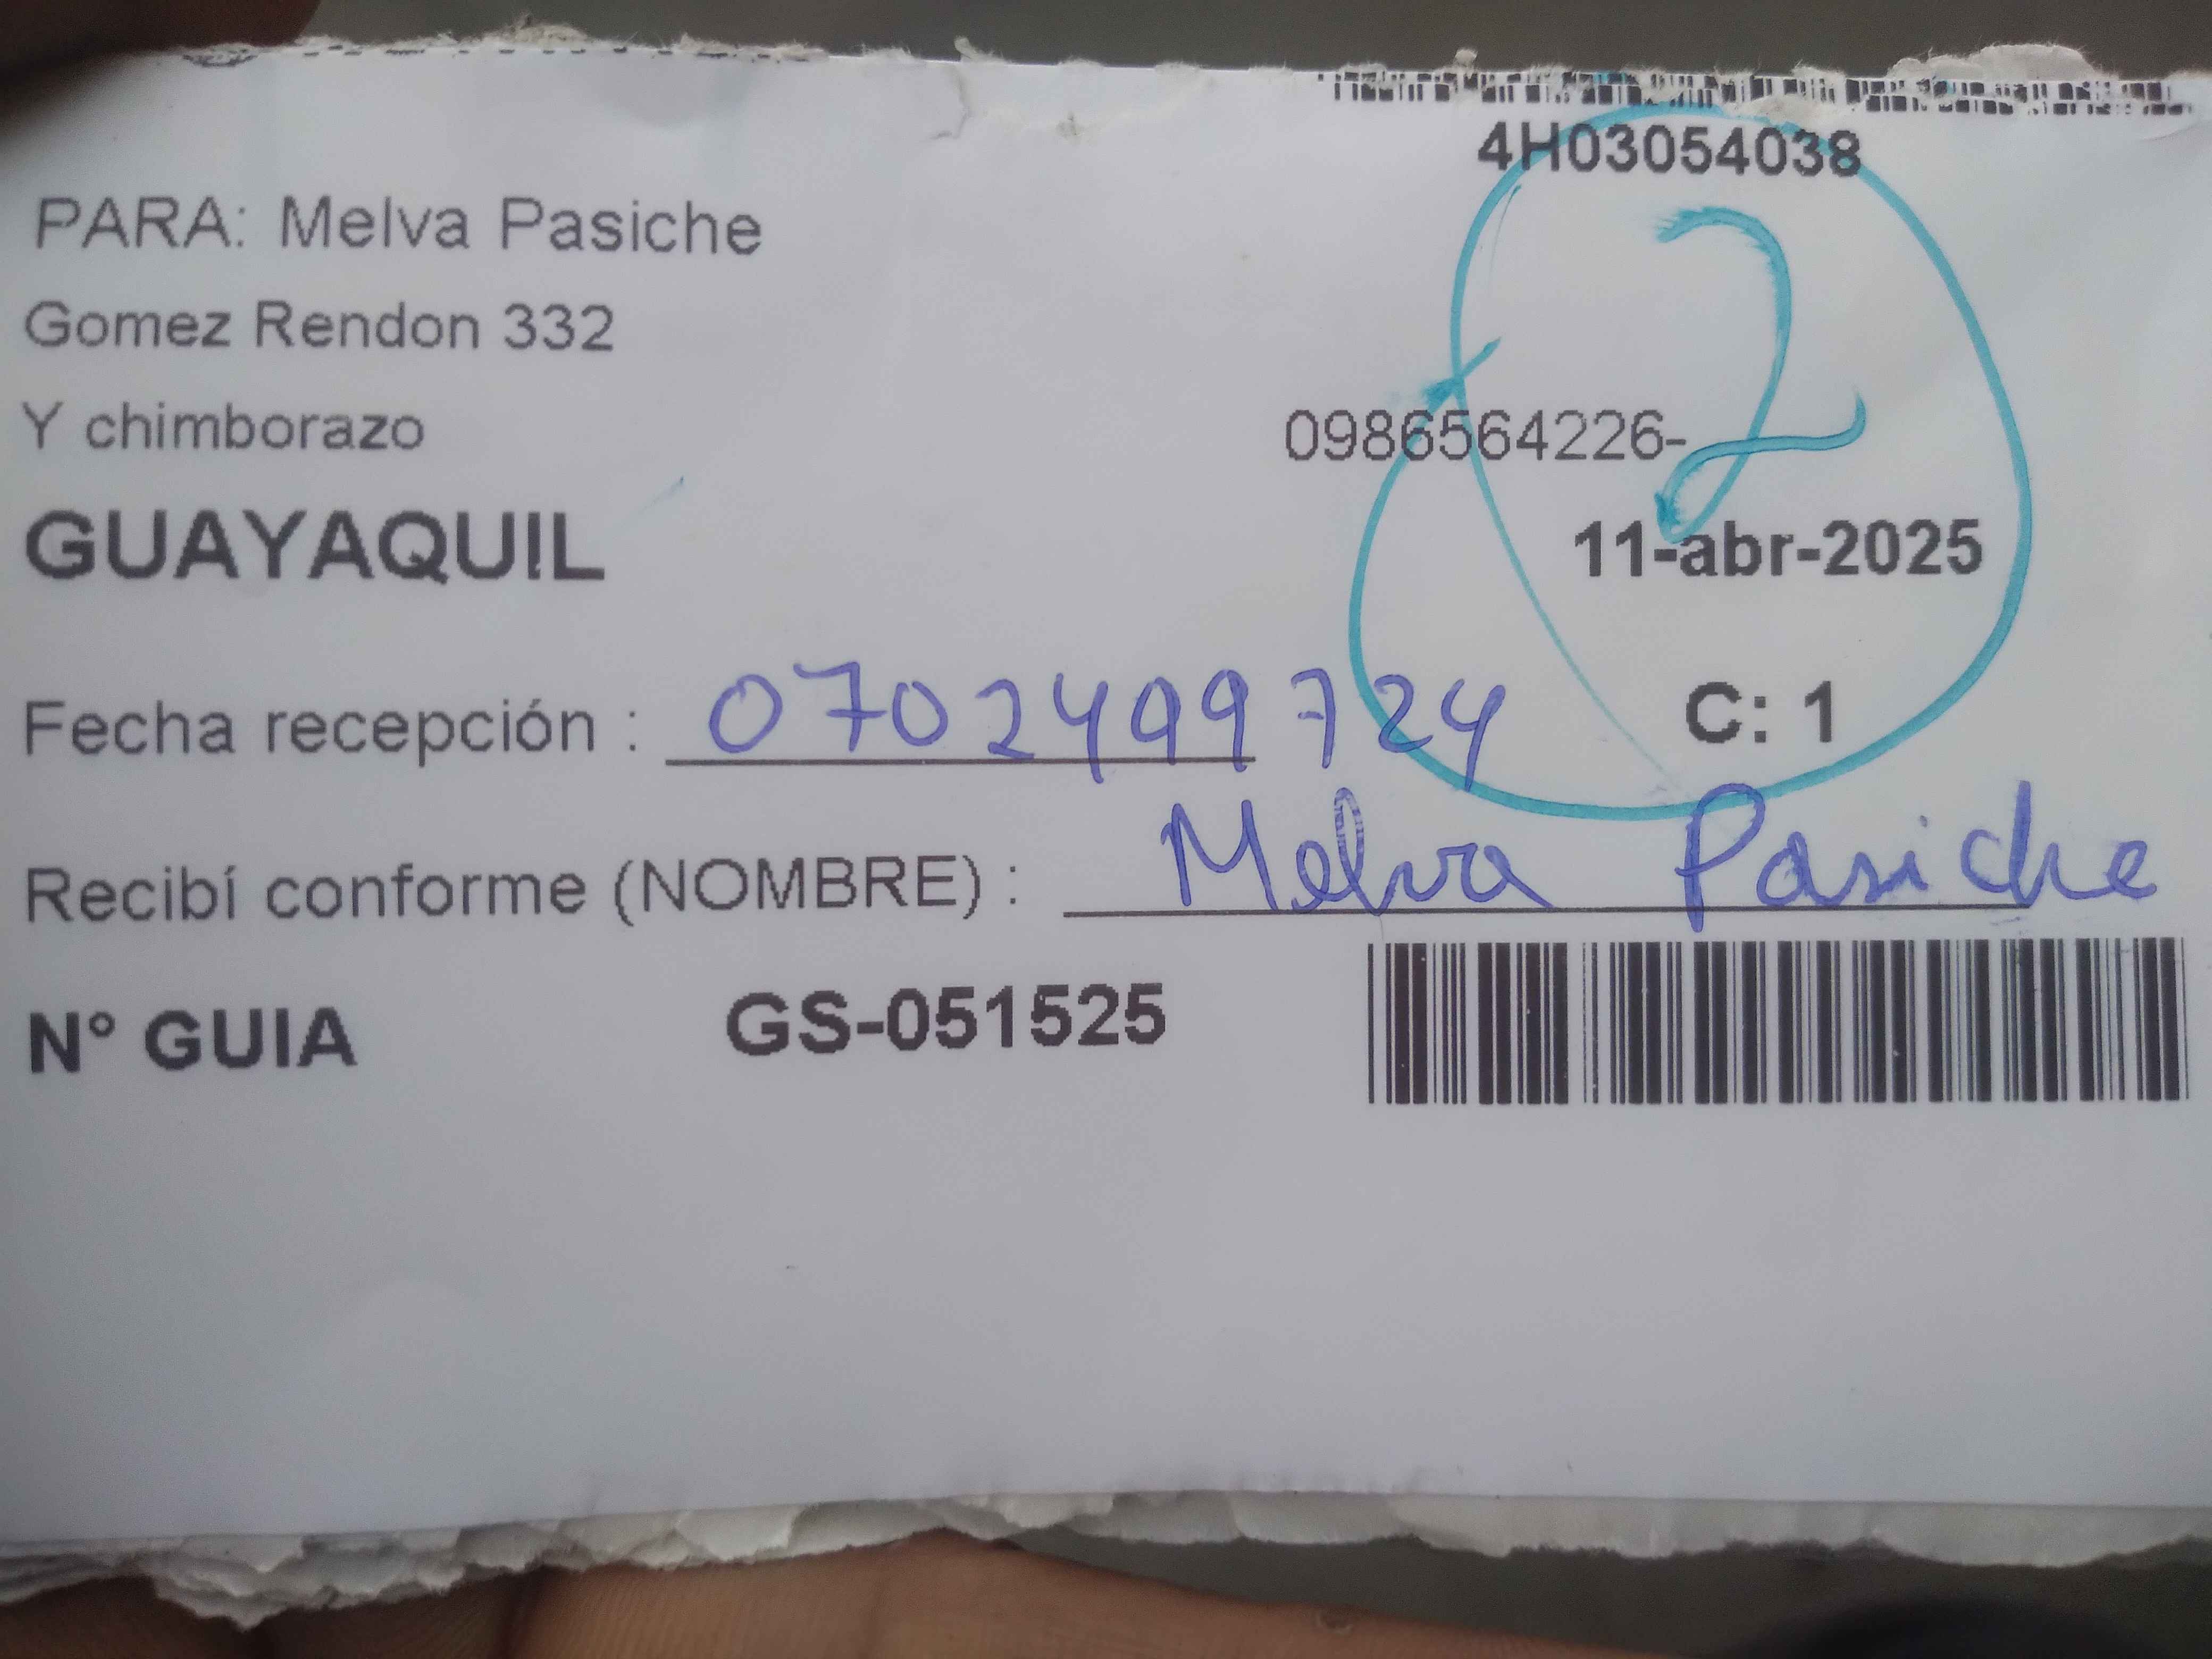 4H03054038
PARA: Melva Pasiche
2
Gomez Rendon 332
Y chimborazo
0986564226-
GUAYAQUIL
11-abr-2025
Fecha recepción : 0702499724
C: 1
Recibí conforme (NOMBRE) : Melva Pasiche
N° GUIA GS-051525